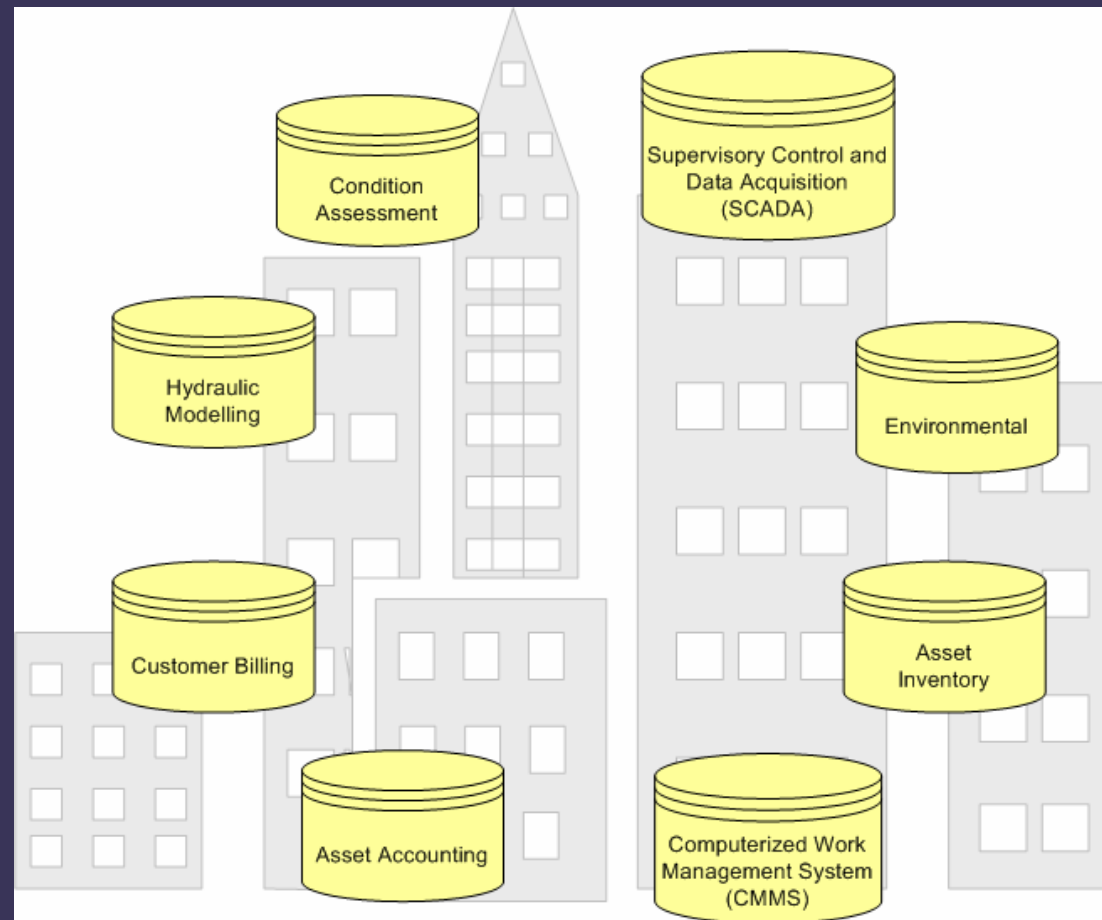 Condition
Assessment
Supervisory Control and
Data Acquisition
(SCADA)
Hydraulic
Modelling
Environmental
Customer Billing
Asset
Inventory
Asset Accounting
Computerized Work
Management System
(CMMS)